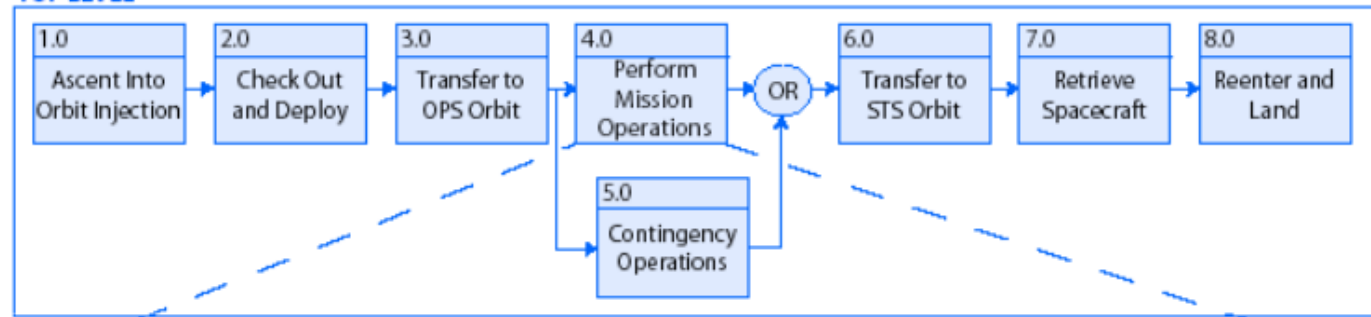 1.0
Ascent Into
Orbit Injection
2.0
Check Out
and Deploy
3.0
Transfer to
OPS Orbit
4.0
Perform
Mission
Operations
OR
6.0
Transfer to
STS Orbit
7.0
Retrieve
Spacecraft
8.0
Reenter and
Land
5.0
Contingency
Operations